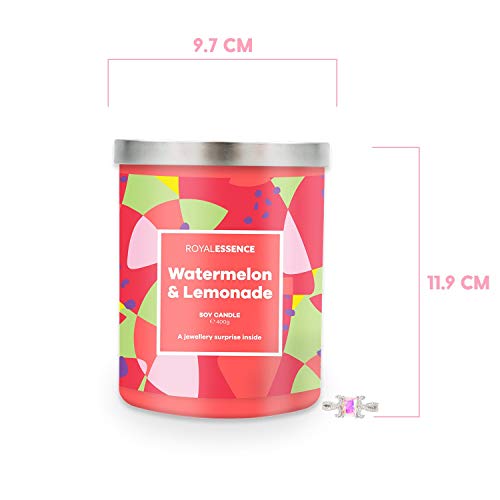 9.7 CM
11.9 CM
ROYALESSENCE
Watermelon
& Lemonade
SOY CANDLE
℮400g
A jewellery surprise inside